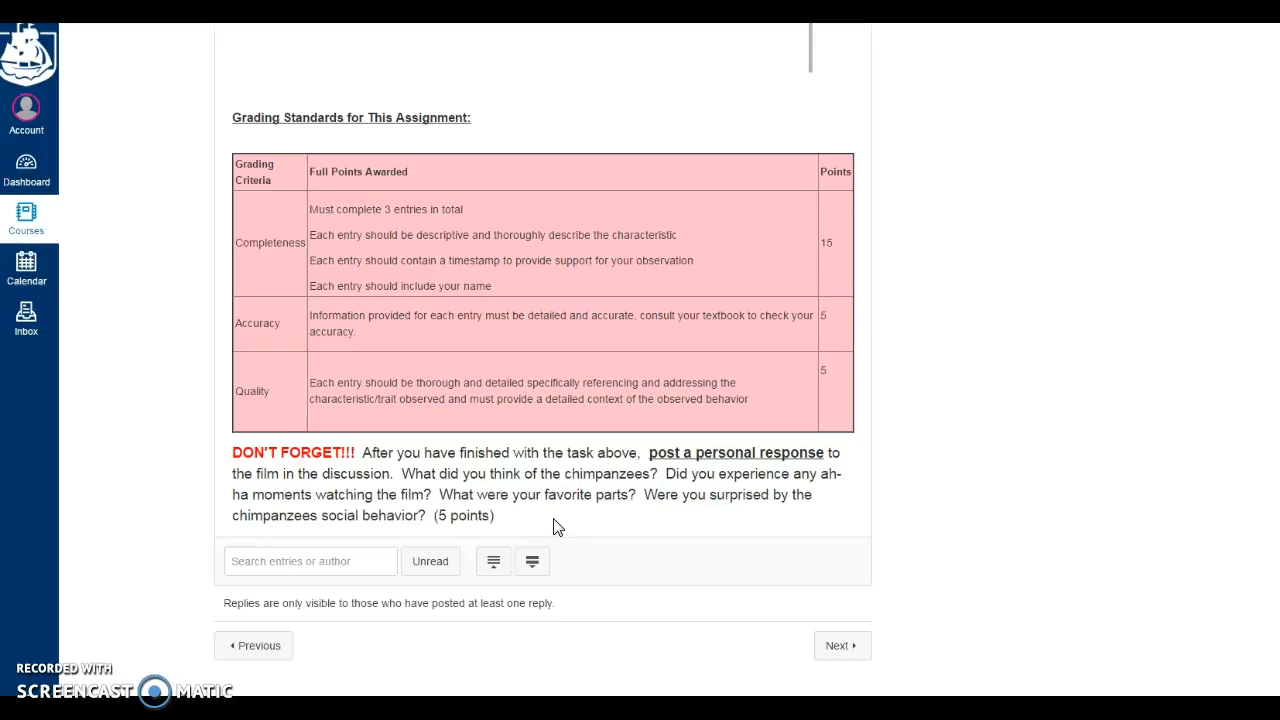 Account
Dashboard
Courses
Calendar
Inbox
Grading Standards for This Assignment:
Grading
Criteria
Full Points Awarded
Points
Completeness
Must complete 3 entries in total
Each entry should be descriptive and thoroughly describe the characteristic
Each entry should contain a timestamp to provide support for your observation
Each entry should include your name
15
Accuracy
Information provided for each entry must be detailed and accurate, consult your textbook to check your
accuracy.
5
Quality
Each entry should be thorough and detailed specifically referencing and addressing the
characteristic/trait observed and must provide a detailed context of the observed behavior
5
DON'T FORGET!!! After you have finished with the task above, post a personal response to
the film in the discussion. What did you think of the chimpanzees? Did you experience any ah-
ha moments watching the film? What were your favorite parts? Were you surprised by the
chimpanzees social behavior? (5 points)
Search entries or author
Unread
Replies are only visible to those who have posted at least one reply.
Previous
Next
RECORDED WITH
SCREENCAST MATIC